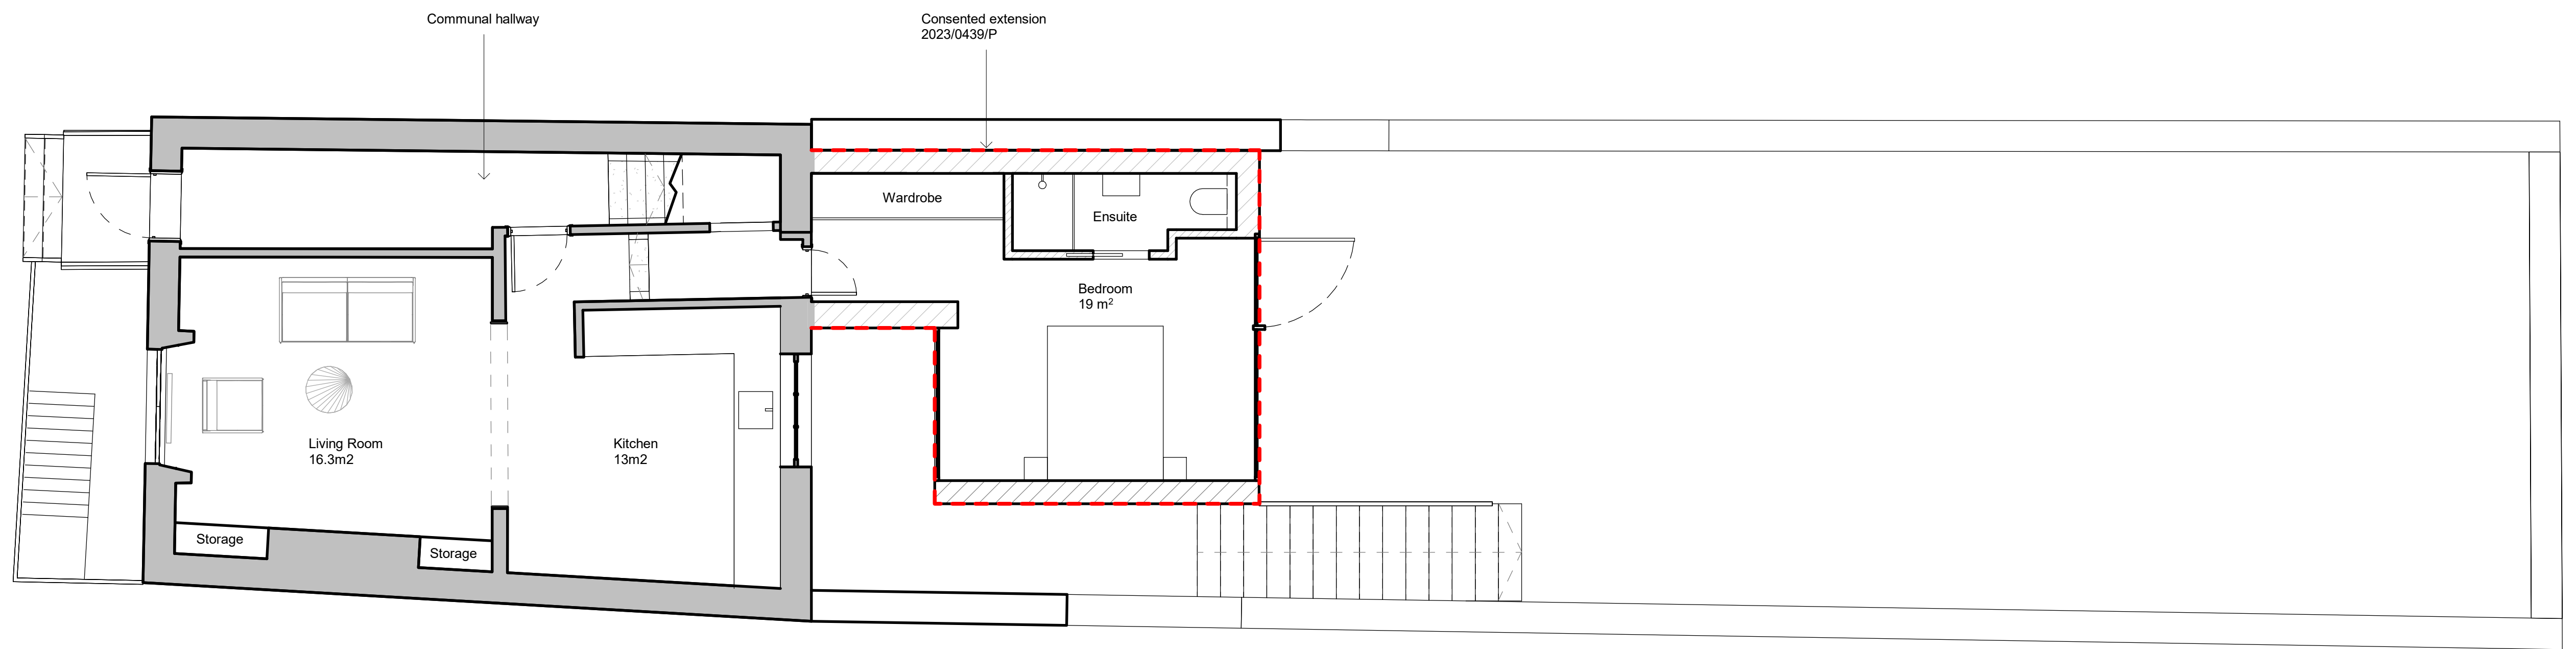 Communal hallway
Consented extension
2023/0439/P
Wardrobe
Ensuite
Bedroom
19 m²
Living Room
16.3m2
Kitchen
13m2
Storage
Storage